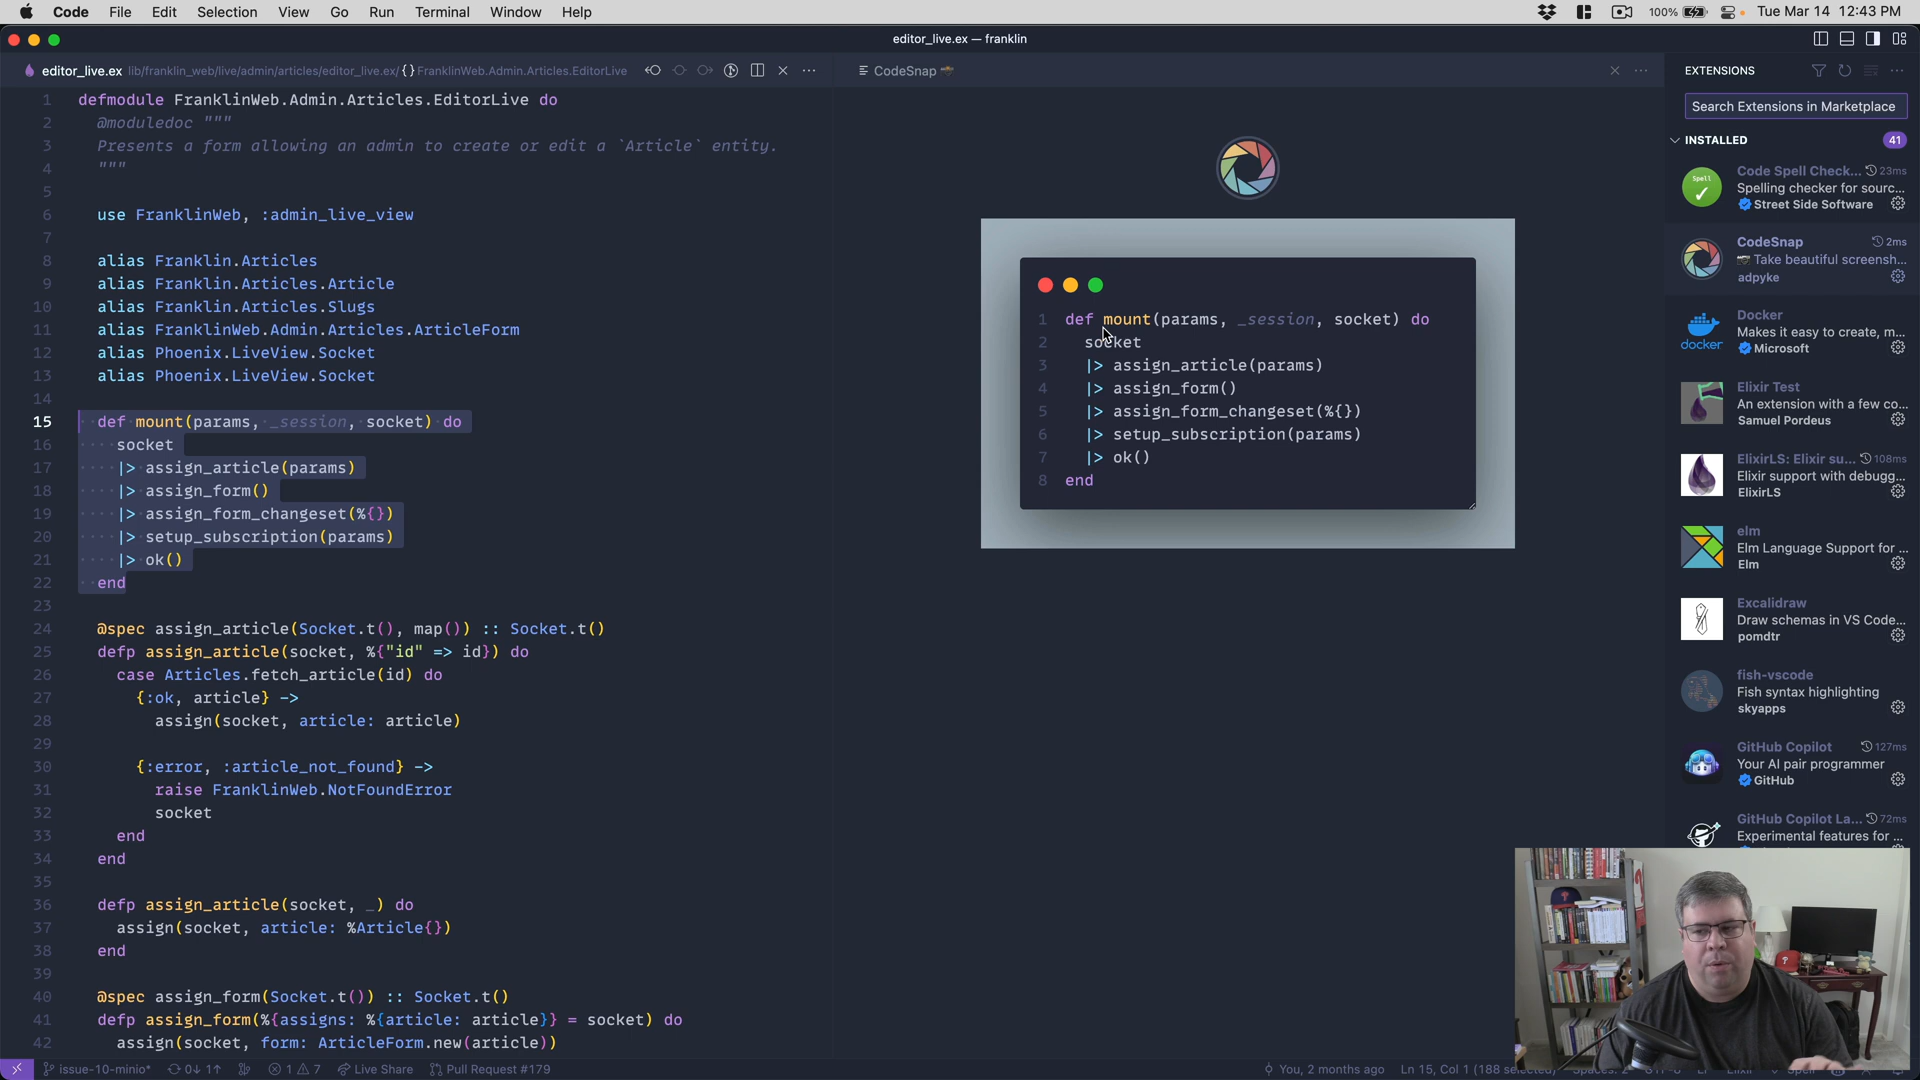 Code File Edit Selection View Go Run Terminal Window Help
100% Tue Mar 14 12:43 PM
editor_live.ex — franklin
editor_live.ex lib/franklin_web/live/admin/articles/editor_live.ex/ {} FranklinWeb.Admin.Articles.EditorLive
1 defmodule FranklinWeb.Admin.Articles.EditorLive do
2 @moduledoc """
3 Presents a form allowing an admin to create or edit a `Article` entity.
4 """
5
6 use FranklinWeb, :admin_live_view
7
8 alias Franklin.Articles
9 alias Franklin.Articles.Article
10 alias Franklin.Articles.Slugs
11 alias FranklinWeb.Admin.Articles.ArticleForm
12 alias Phoenix.LiveView.Socket
13 alias Phoenix.LiveView.Socket
14
15 def mount(params, _session, socket) do
16 socket
17 |> assign_article(params)
18 |> assign_form()
19 |> assign_form_changeset(%{})
20 |> setup_subscription(params)
21 |> ok()
22 end
23
24 @spec assign_article(Socket.t(), map()) :: Socket.t()
25 defp assign_article(socket, %{"id" => id}) do
26 case Articles.fetch_article(id) do
27 {:ok, article} ->
28 assign(socket, article: article)
29
30 {:error, :article_not_found} ->
31 raise FranklinWeb.NotFoundError
32 socket
33 end
34 end
35
36 defp assign_article(socket, _) do
37 assign(socket, article: %Article{})
38 end
39
40 @spec assign_form(Socket.t()) :: Socket.t()
41 defp assign_form(%{assigns: %{article: article}} = socket) do
42 assign(socket, form: ArticleForm.new(article))
CodeSnap
1 def mount(params, _session, socket) do
2 socket
3 |> assign_article(params)
4 |> assign_form()
5 |> assign_form_changeset(%{})
6 |> setup_subscription(params)
7 |> ok()
8 end
EXTENSIONS
Search Extensions in Marketplace
INSTALLED 41
Spell
Code Spell Check... 23ms
Spelling checker for sourc...
Street Side Software
CodeSnap 2ms
Take beautiful screensh...
adpyke
docker
Docker
Makes it easy to create, m...
Microsoft
Elixir Test
An extension with a few co...
Samuel Pordeus
ElixirLS: Elixir su... 108ms
Elixir support with debugg...
ElixirLS
elm
Elm Language Support for ...
Elm
Excalidraw
Draw schemas in VS Code...
pomdtr
fish-vscode
Fish syntax highlighting
skyapps
GitHub Copilot 127ms
Your AI pair programmer
GitHub
GitHub Copilot La... 72ms
Experimental features for ...
issue-10-minio* 0↓ 1↑ 1 7 Live Share Pull Request #179
You, 2 months ago Ln 15, Col 1 (188 selected)